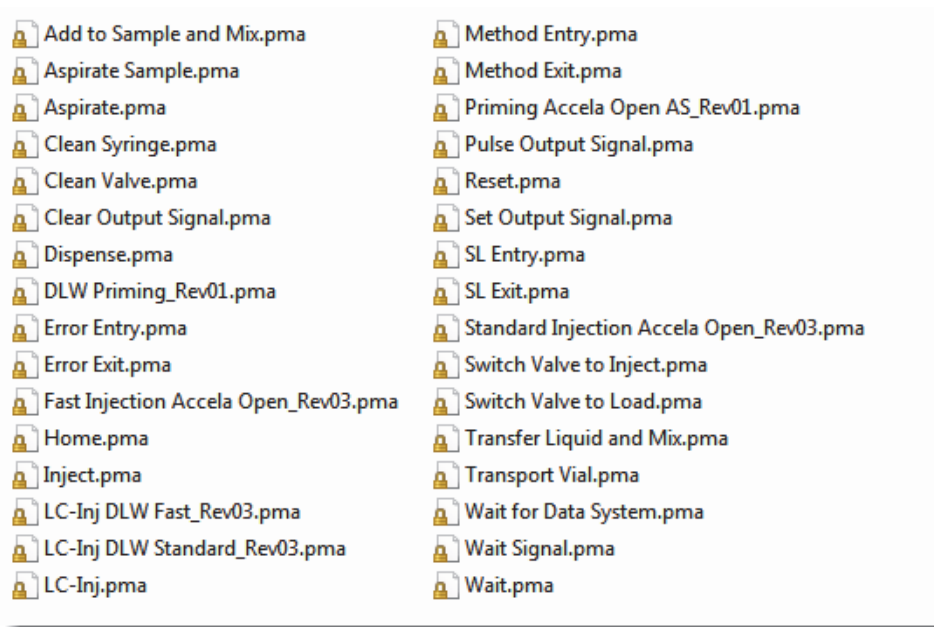 Add to Sample and Mix.pma
Aspirate Sample.pma
Aspirate.pma
Clean Syringe.pma
Clean Valve.pma
Clear Output Signal.pma
Dispense.pma
DLW Priming_Rev01.pma
Error Entry.pma
Error Exit.pma
Fast Injection Accela Open_Rev03.pma
Home.pma
Inject.pma
LC-Inj DLW Fast_Rev03.pma
LC-Inj DLW Standard_Rev03.pma
LC-Inj.pma
Method Entry.pma
Method Exit.pma
Priming Accela Open AS_Rev01.pma
Pulse Output Signal.pma
Reset.pma
Set Output Signal.pma
SL Entry.pma
SL Exit.pma
Standard Injection Accela Open_Rev03.pma
Switch Valve to Inject.pma
Switch Valve to Load.pma
Transfer Liquid and Mix.pma
Transport Vial.pma
Wait for Data System.pma
Wait Signal.pma
Wait.pma